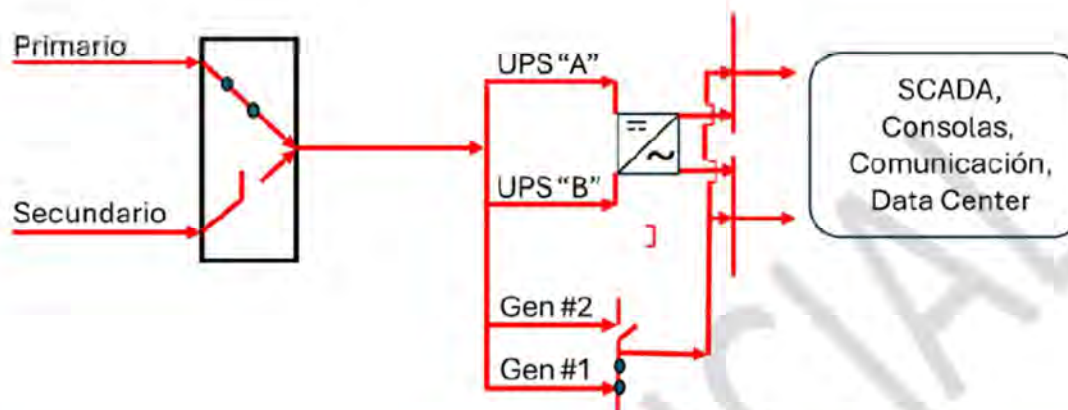 Primario
Secundario
UPS “A”
UPS “B”
Gen #2
Gen #1
SCADA,
Consolas,
Comunicación,
Data Center